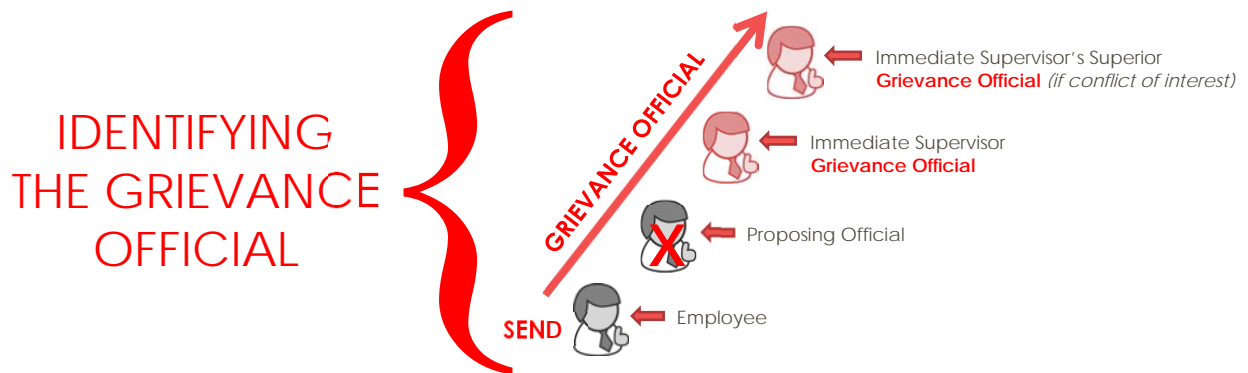 IDENTIFYING
THE GRIEVANCE
OFFICIAL
GRIEVANCE OFFICIAL
SEND
Immediate Supervisor's Superior
Grievance Official (if conflict of interest)
Immediate Supervisor
Grievance Official
X
Proposing Official
Employee